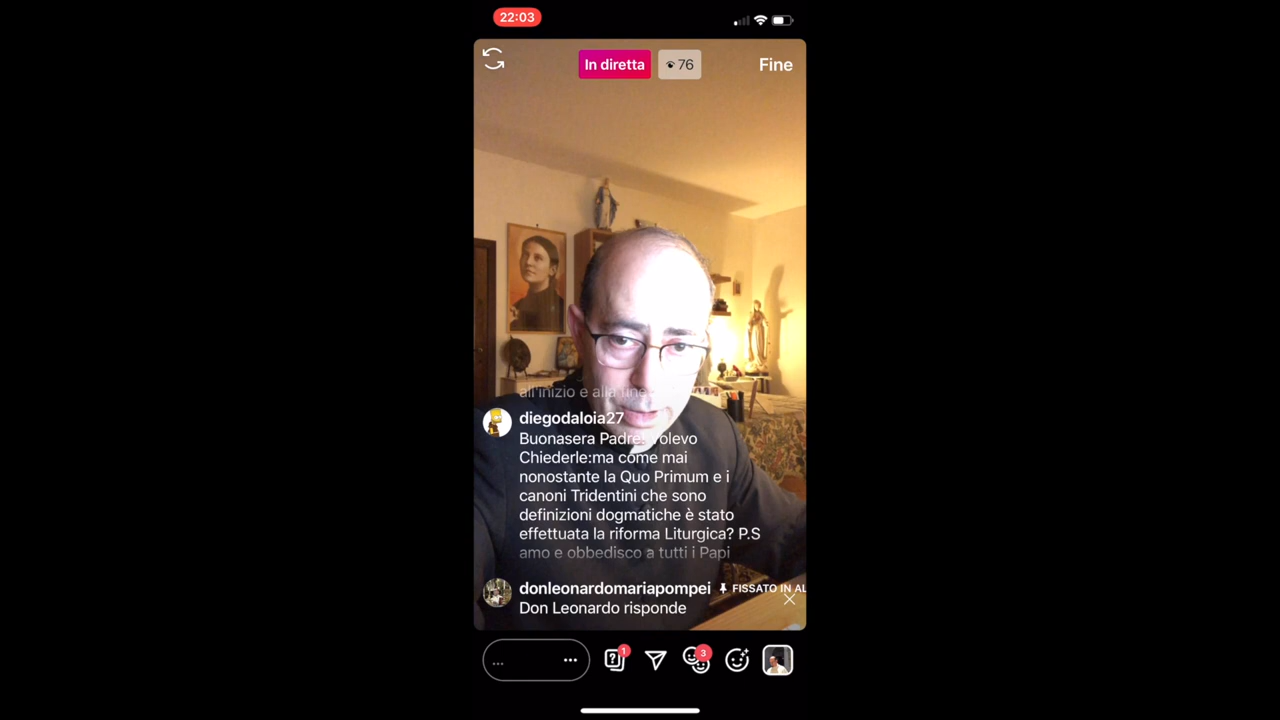 22:03
In diretta
76
Fine
all'inizio e alla fine
diegodaloia27
Buonasera Padre! Volevo
Chiederle:ma come mai
nonostante la Quo Primum e i
canoni Tridentini che sono
definizioni dogmatiche è stato
effettuata la riforma Liturgica? P.S
amo e obbedisco a tutti i Papi
donleonardomariapompei FISSATO IN AL
Don Leonardo risponde
... 
1
3